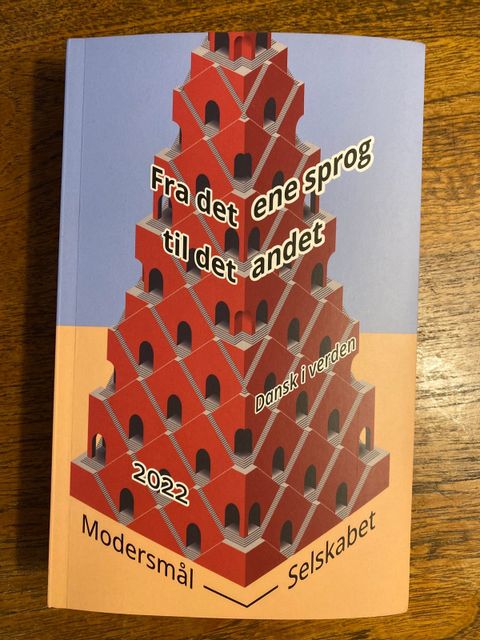 Fra det ene sprog
til det andet
Dansk i verden
2022
Modersmål Selskabet